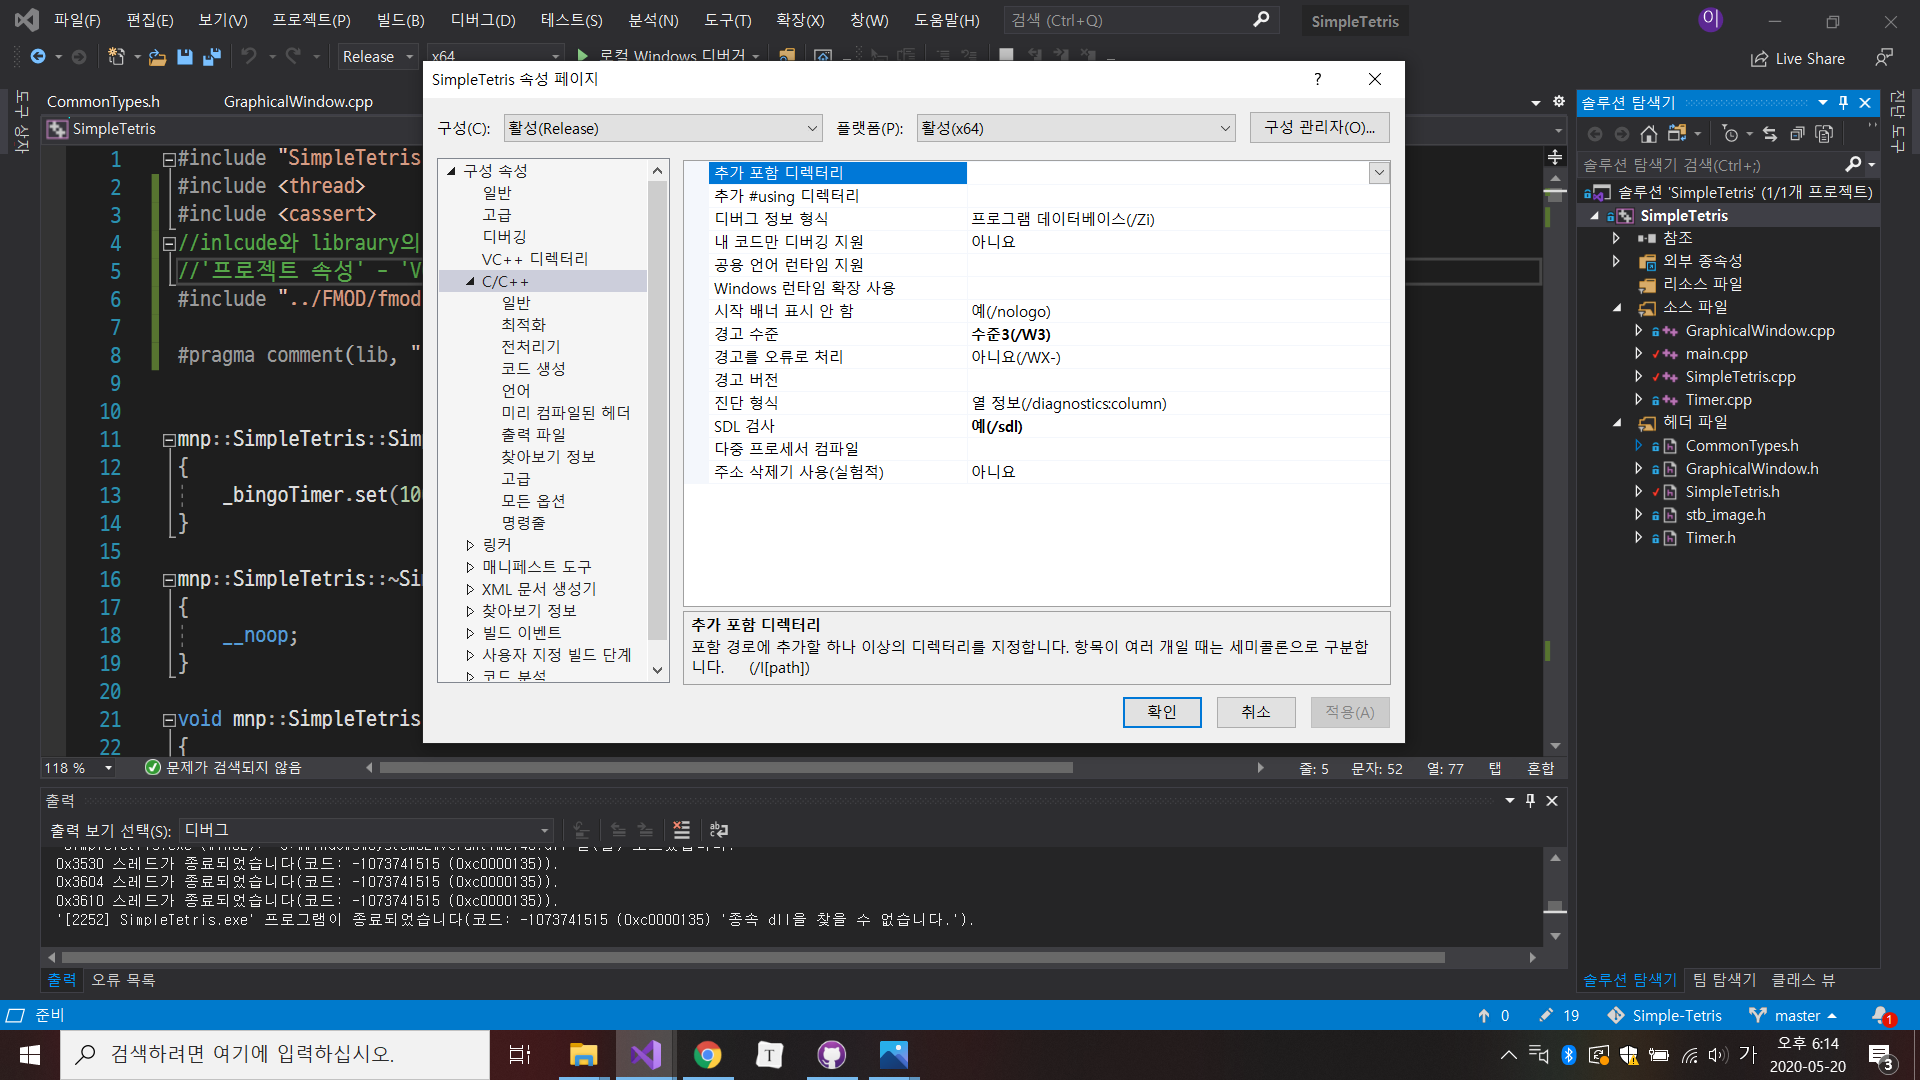 파일(F) 편집(E) 보기(V) 프로젝트(P) 빌드(B) 디버그(D) 테스트(S) 분석(N) 도구(T) 확장(X) 창(W) 도움말(H) 검색 (Ctrl+Q) SimpleTetris 이
Release x64 로컬 Windows 디버거 Live Share
도구 상자
CommonTypes.h GraphicalWindow.cpp
SimpleTetris
1 #include "SimpleTetris
2 #include <thread>
3 #include <cassert>
4 //inlcude와 libraury의
5 //'프로젝트 속성' - 'V
6 #include "../FMOD/fmod
7
8 #pragma comment(lib, "
9
10
11 mnp::SimpleTetris::Sim
12 {
13 _bingoTimer.set(10
14 }
15
16 mnp::SimpleTetris::~Si
17 {
18 __noop;
19 }
20
21 void mnp::SimpleTetris
22 {
118 % 문제가 검색되지 않음 줄: 5 문자: 52 열: 77 탭 혼합
SimpleTetris 속성 페이지 ?
구성(C): 활성(Release) 플랫폼(P): 활성(x64) 구성 관리자(O)...
구성 속성
일반
고급
디버깅
VC++ 디렉터리
C/C++
일반
최적화
전처리기
코드 생성
언어
미리 컴파일된 헤더
출력 파일
찾아보기 정보
고급
모든 옵션
명령줄
링커
매니페스트 도구
XML 문서 생성기
찾아보기 정보
빌드 이벤트
사용자 지정 빌드 단계
코드 분석
추가 포함 디렉터리
추가 #using 디렉터리
디버그 정보 형식 프로그램 데이터베이스(/Zi)
내 코드만 디버깅 지원 아니요
공용 언어 런타임 지원
Windows 런타임 확장 사용
시작 배너 표시 안 함 예(/nologo)
경고 수준 수준3(/W3)
경고를 오류로 처리 아니요(/WX-)
경고 버전
진단 형식 열 정보(/diagnostics:column)
SDL 검사 예(/sdl)
다중 프로세서 컴파일
주소 삭제기 사용(실험적) 아니요
추가 포함 디렉터리
포함 경로에 추가할 하나 이상의 디렉터리를 지정합니다. 항목이 여러 개일 때는 세미콜론으로 구분합
니다. (/I[path])
확인 취소 적용(A)
솔루션 탐색기
솔루션 탐색기 검색(Ctrl+;)
솔루션 'SimpleTetris' (1/1개 프로젝트)
SimpleTetris
참조
외부 종속성
리소스 파일
소스 파일
GraphicalWindow.cpp
main.cpp
SimpleTetris.cpp
Timer.cpp
헤더 파일
CommonTypes.h
GraphicalWindow.h
SimpleTetris.h
stb_image.h
Timer.h
진단 도구
솔루션 탐색기 팀 탐색기 클래스 뷰
출력
출력 보기 선택(S): 디버그
0x3530 스레드가 종료되었습니다(코드: -1073741515 (0xc0000135)).
0x3604 스레드가 종료되었습니다(코드: -1073741515 (0xc0000135)).
0x3610 스레드가 종료되었습니다(코드: -1073741515 (0xc0000135)).
'[2252] SimpleTetris.exe' 프로그램이 종료되었습니다(코드: -1073741515 (0xc0000135) '종속 dll을 찾을 수 없습니다.').
출력 오류 목록
준비 0 19 Simple-Tetris master 1
검색하려면 여기에 입력하십시오. T 가 오후 6:14
2020-05-20 3